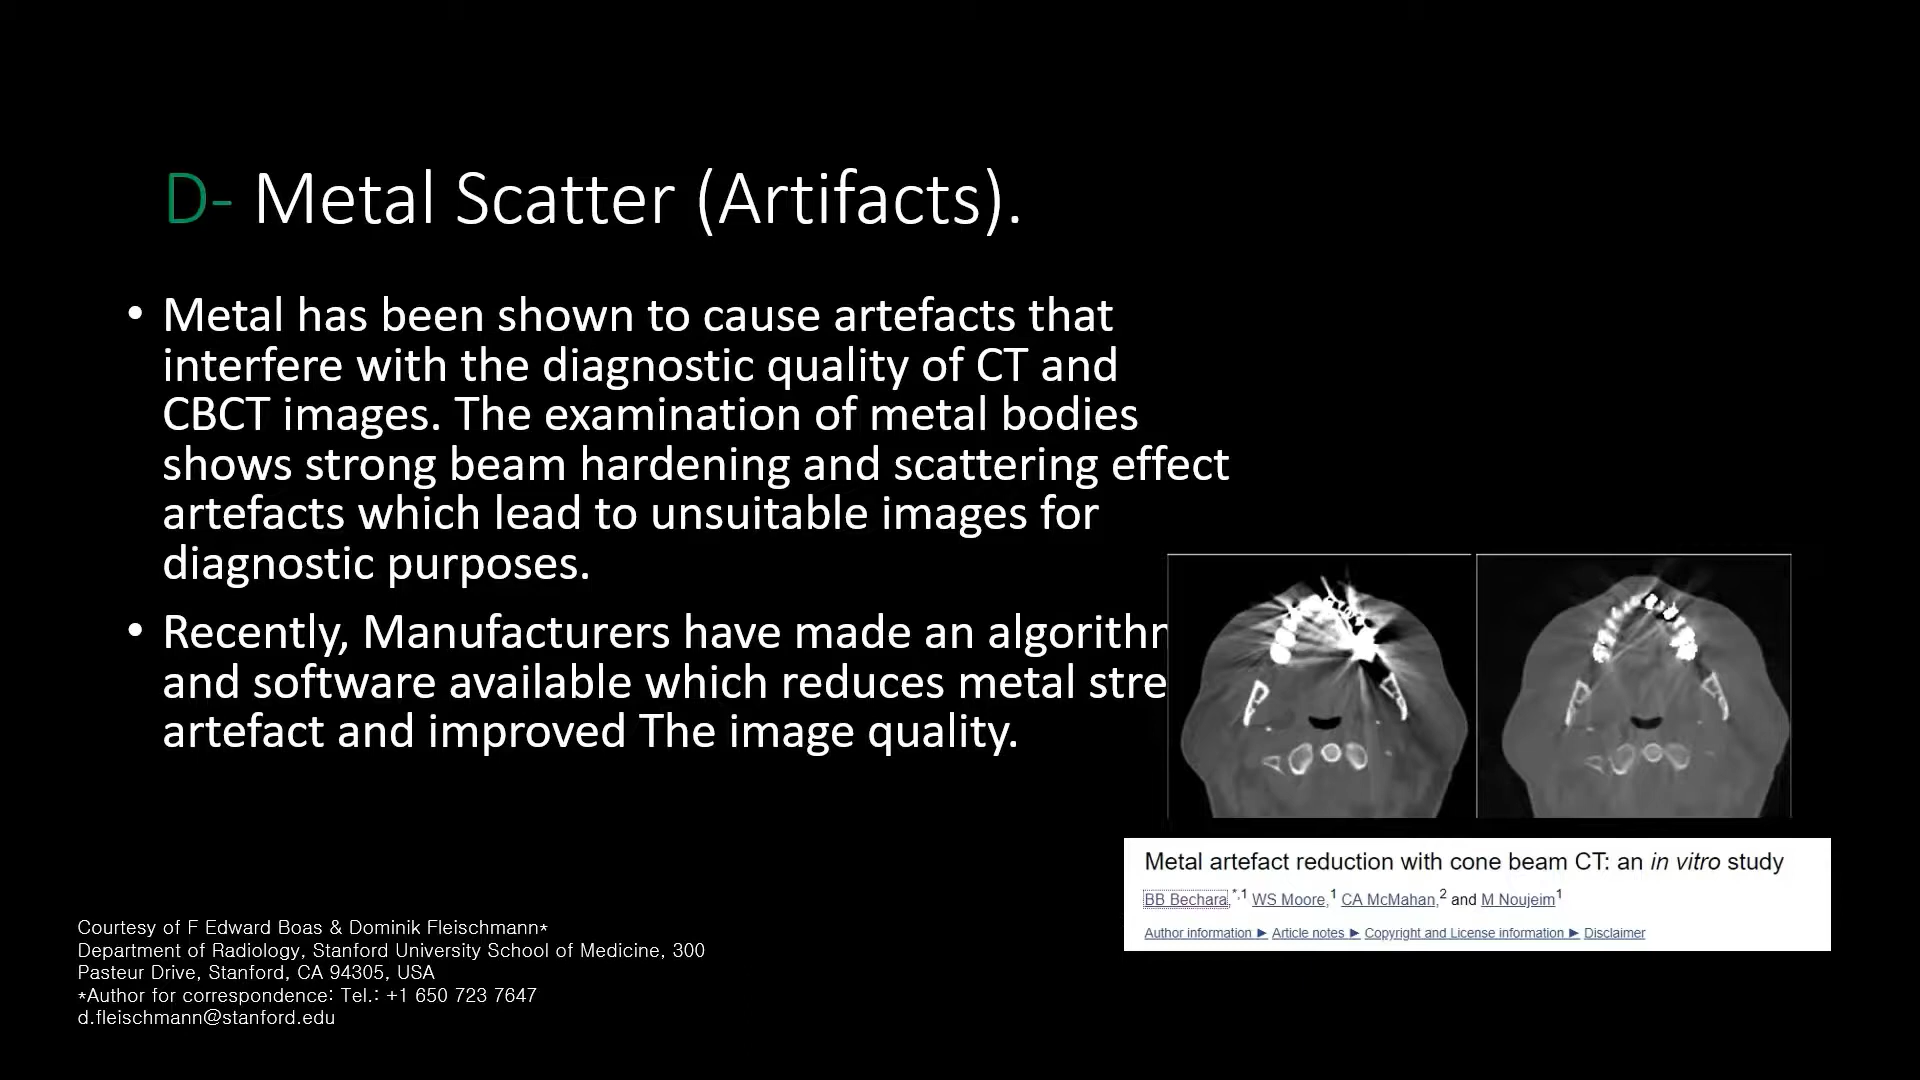 D- Metal Scatter (Artifacts).
• Metal has been shown to cause artefacts that
interfere with the diagnostic quality of CT and
CBCT images. The examination of metal bodies
shows strong beam hardening and scattering effect
artefacts which lead to unsuitable images for
diagnostic purposes.
• Recently, Manufacturers have made an
and software available which reduces metal
artefact and improved The image quality.
Metal artefact reduction with cone beam CT: an in vitro study
BB Bechara,*,1 WS Moore,1 CA McMahan,2 and M Noujeim1
Author information ► Article notes ► Copyright and License information ► Disclaimer
Courtesy of F Edward Boas & Dominik Fleischmann*
Department of Radiology, Stanford University School of Medicine, 300
Pasteur Drive, Stanford, CA 94305, USA
*Author for correspondence: Tel.: +1 650 723 7647
d.fleischmann@stanford.edu